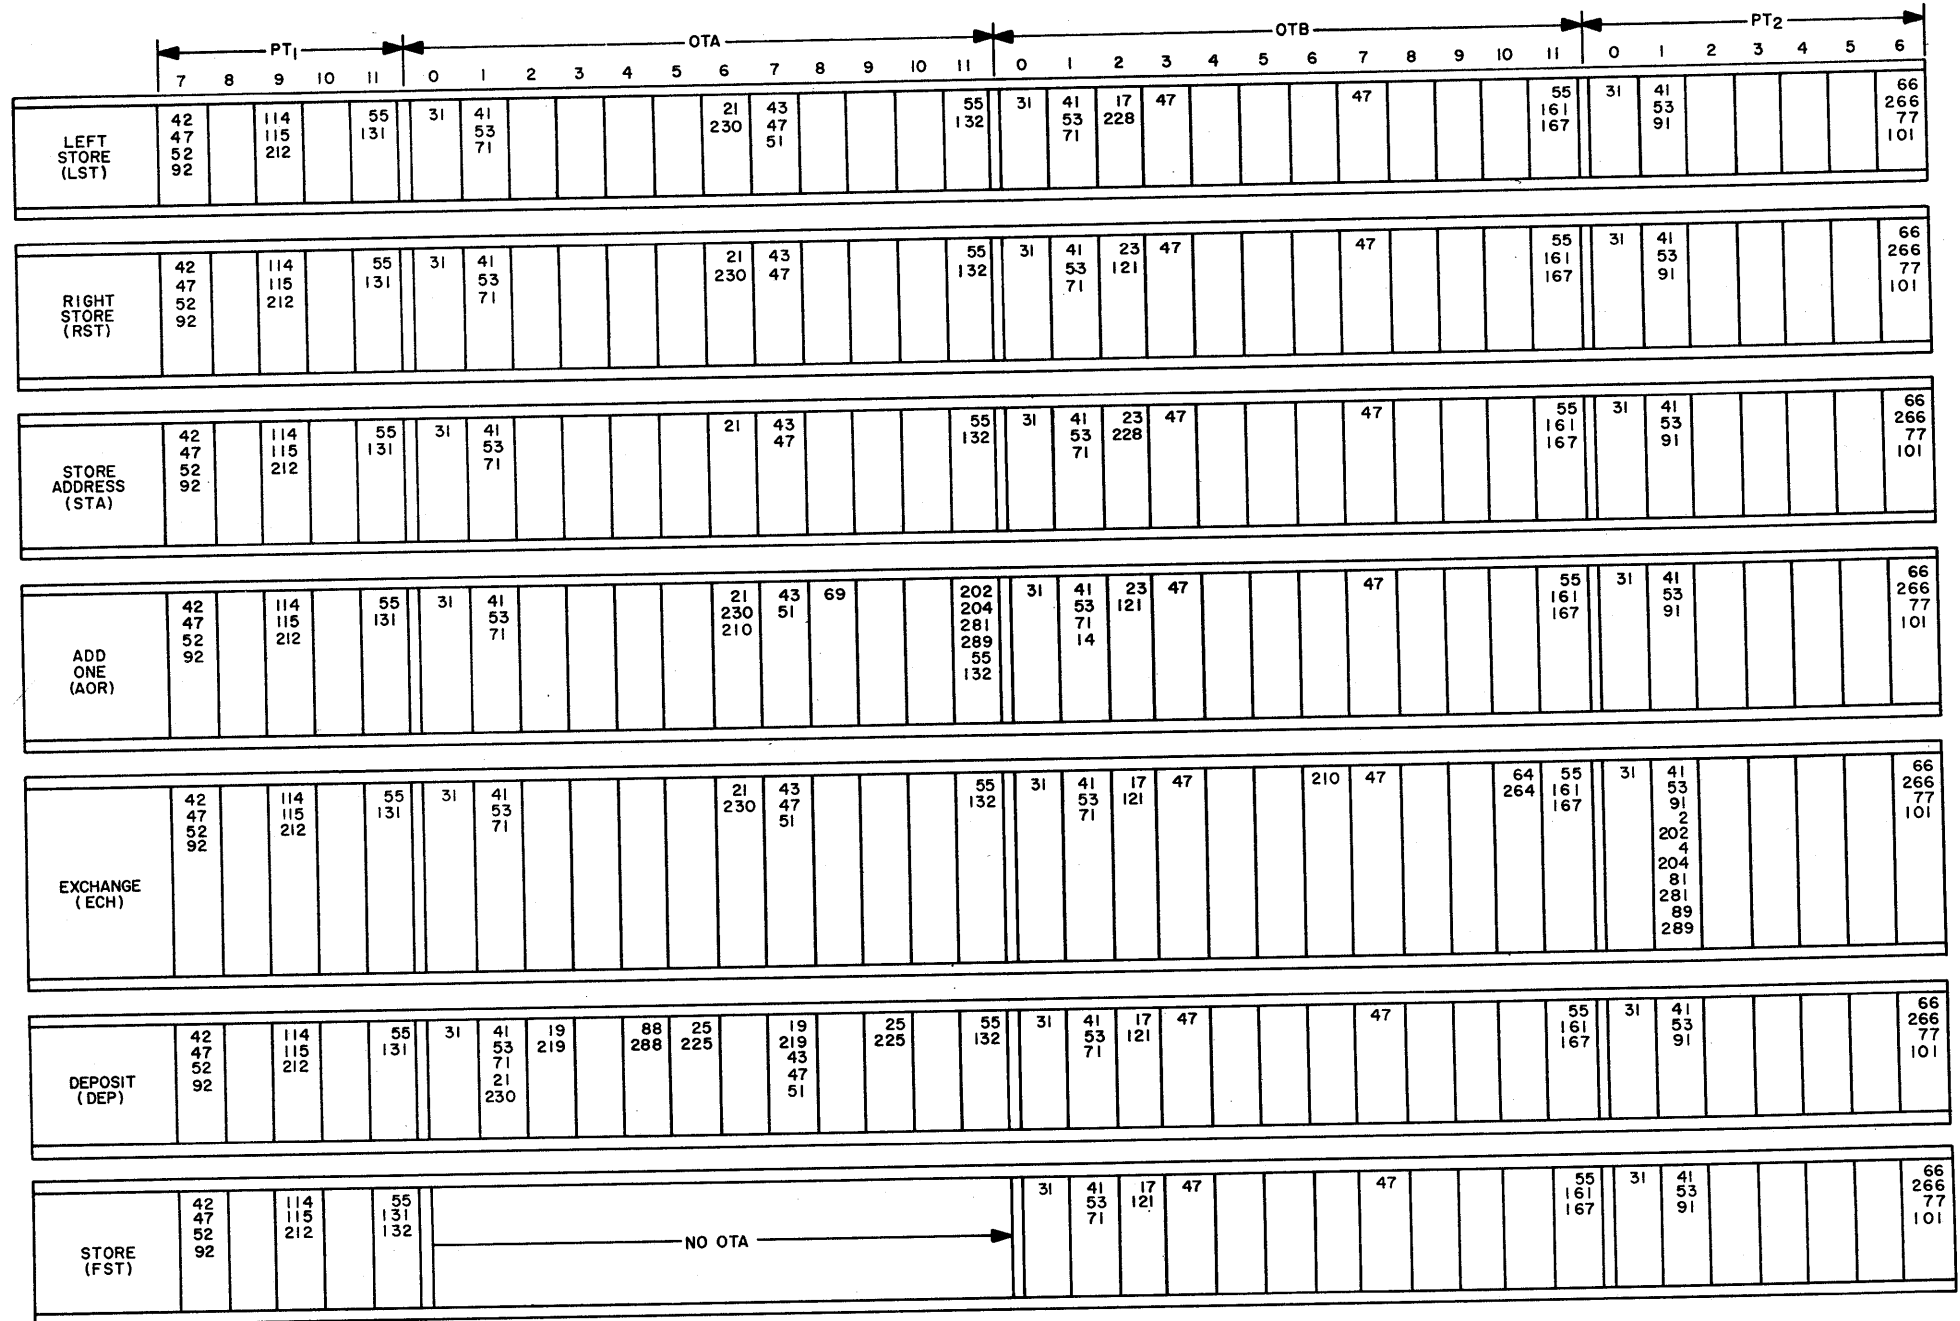 PT1 OTA OTB PT2
7 8 9 10 11 0 1 2 3 4 5 6 7 8 9 10 11 0 1 2 3 4 5 6 7 8 9 10 11 0 1 2 3 4 5 6
LEFT STORE (LST)
42 47 52 92
114 115 212
55 131
31
41 53 71
21 230
43 47 51
55 132
31
41 53 71
17 228
47
47
55 161 167
31
41 53 91
66 266 77 101
RIGHT STORE (RST)
42 47 52 92
114 115 212
55 131
31
41 53 71
21 230
43 47
55 132
31
41 53 71
23 121
47
47
55 161 167
31
41 53 91
66 266 77 101
STORE ADDRESS (STA)
42 47 52 92
114 115 212
55 131
31
41 53 71
21
43 47
55 132
31
41 53 71
23 228
47
47
55 161 167
31
41 53 91
66 266 77 101
ADD ONE (AOR)
42 47 52 92
114 115 212
55 131
31
41 53 71
21 230 210
43 51
69
202 204 281 289 55 132
31
41 53 71 14
23 121
47
47
55 161 167
31
41 53 91
66 266 77 101
EXCHANGE (ECH)
42 47 52 92
114 115 212
55 131
31
41 53 71
21 230
43 47 51
55 132
31
41 53 71
17 121
47
210
47
64 264
55 161 167
31
41 53 91 2 202 4 204 81 281 89 289
66 266 77 101
DEPOSIT (DEP)
42 47 52 92
114 115 212
55 131
31
41 53 71 21 230
19 219
88 288
25 225
19 219 43 47 51
25 225
55 132
31
41 53 71
17 121
47
47
55 161 167
31
41 53 91
66 266 77 101
STORE (FST)
42 47 52 92
114 115 212
55 131 132
NO OTA
31
41 53 71
17 121
47
47
55 161 167
31
41 53 91
66 266 77 101